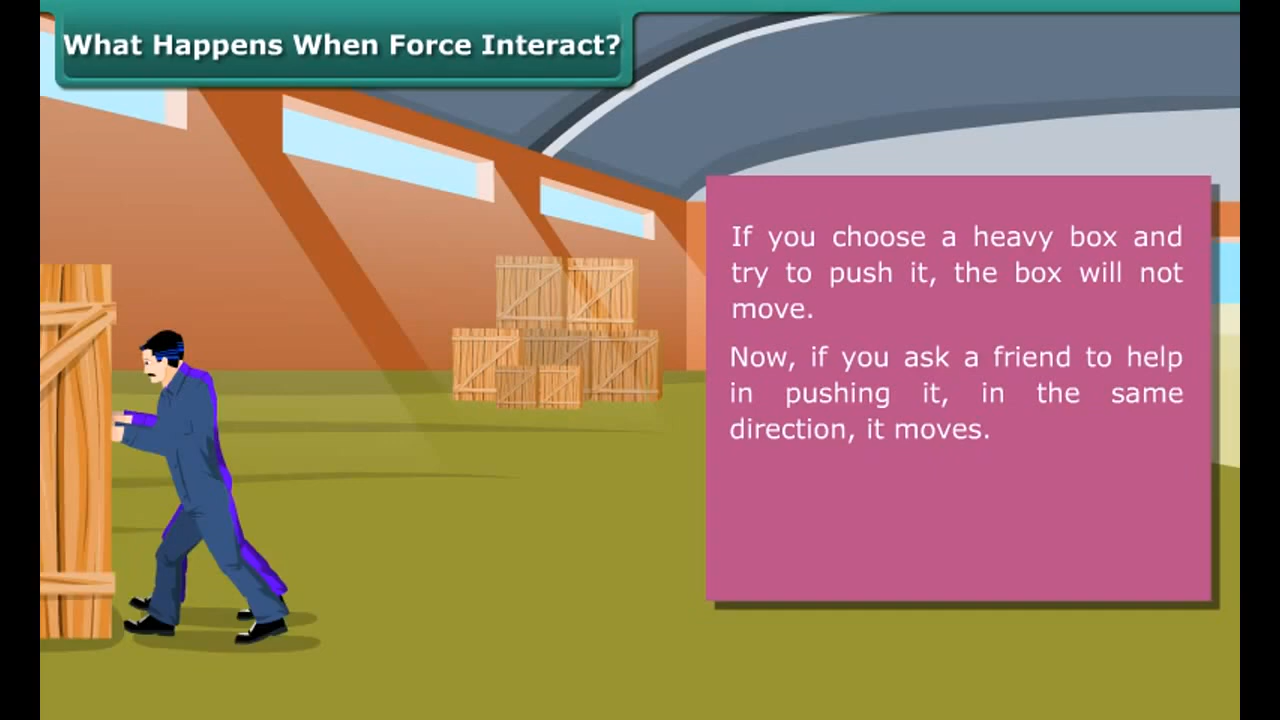 What Happens When Force Interact?
If you choose a heavy box and
try to push it, the box will not
move.
Now, if you ask a friend to help
in pushing it, in the same
direction, it moves.